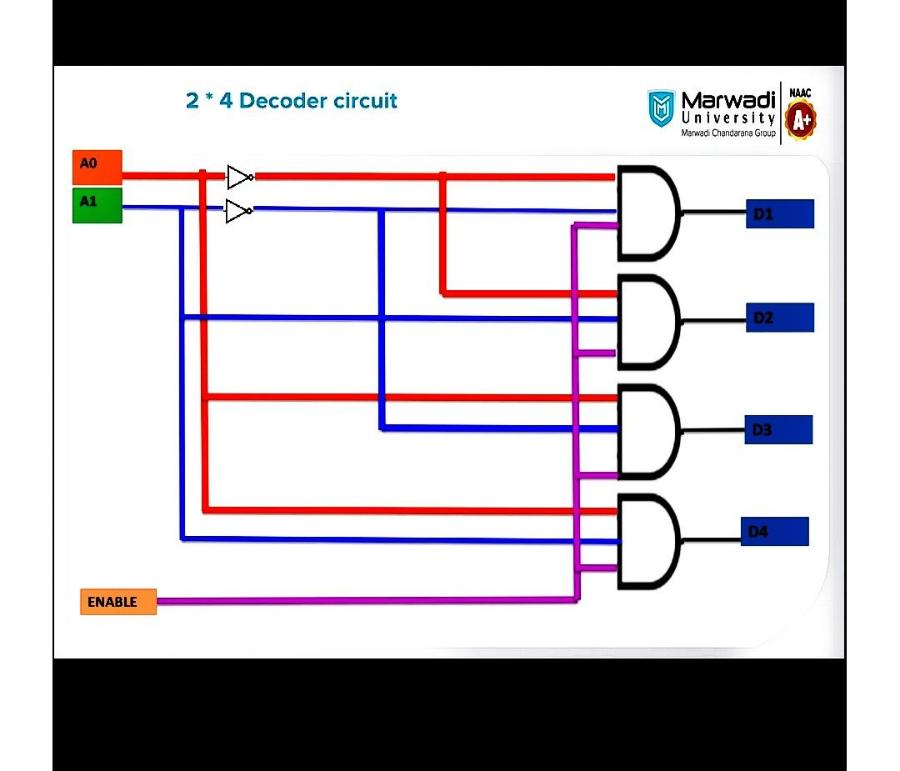 2 * 4 Decoder circuit
Marwadi
University
Marwadi Chandarana Group
NAAC
A+
A0
A1
D1
D2
D3
D4
ENABLE